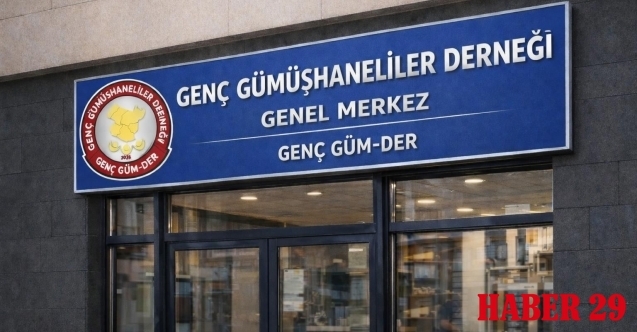 GENÇ GÜMÜŞHANELİLER DERNEĞİ
GENEL MERKEZ
GENÇ GÜM-DER
GENÇ GÜMÜŞHANELİLER DERNEĞİ
GENÇ GÜM-DER
HABER 29